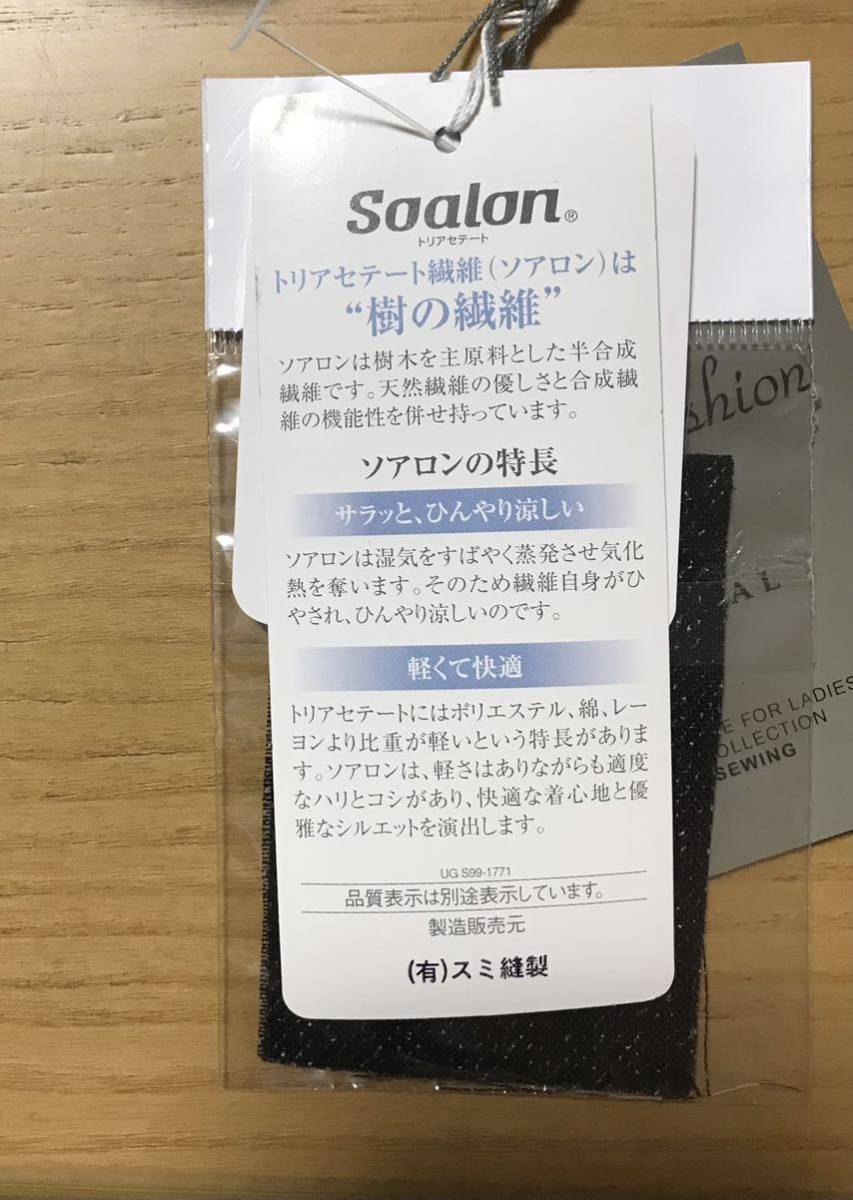 Soalon®
トリアセテート
トリアセテート繊維(ソアロン)は
“樹の繊維”
ソアロンは樹木を主原料とした半合成
繊維です。天然繊維の優しさと合成繊
維の機能性を併せ持っています。
ソアロンの特長
サラッと、ひんやり涼しい
ソアロンは湿気をすばやく蒸発させ気化
熱を奪います。そのため繊維自身がひ
やされ、ひんやり涼しいのです。
軽くて快適
トリアセテートにはポリエステル、綿、レー
ヨンより比重が軽いという特長がありま
す。ソアロンは、軽さはありながらも適度
なハリとコシがあり、快適な着心地と優
雅なシルエットを演出します。
UG S99-1771
品質表示は別途表示しています。
製造販売元
(有)スミ縫製
FOR LADIES
SEWING